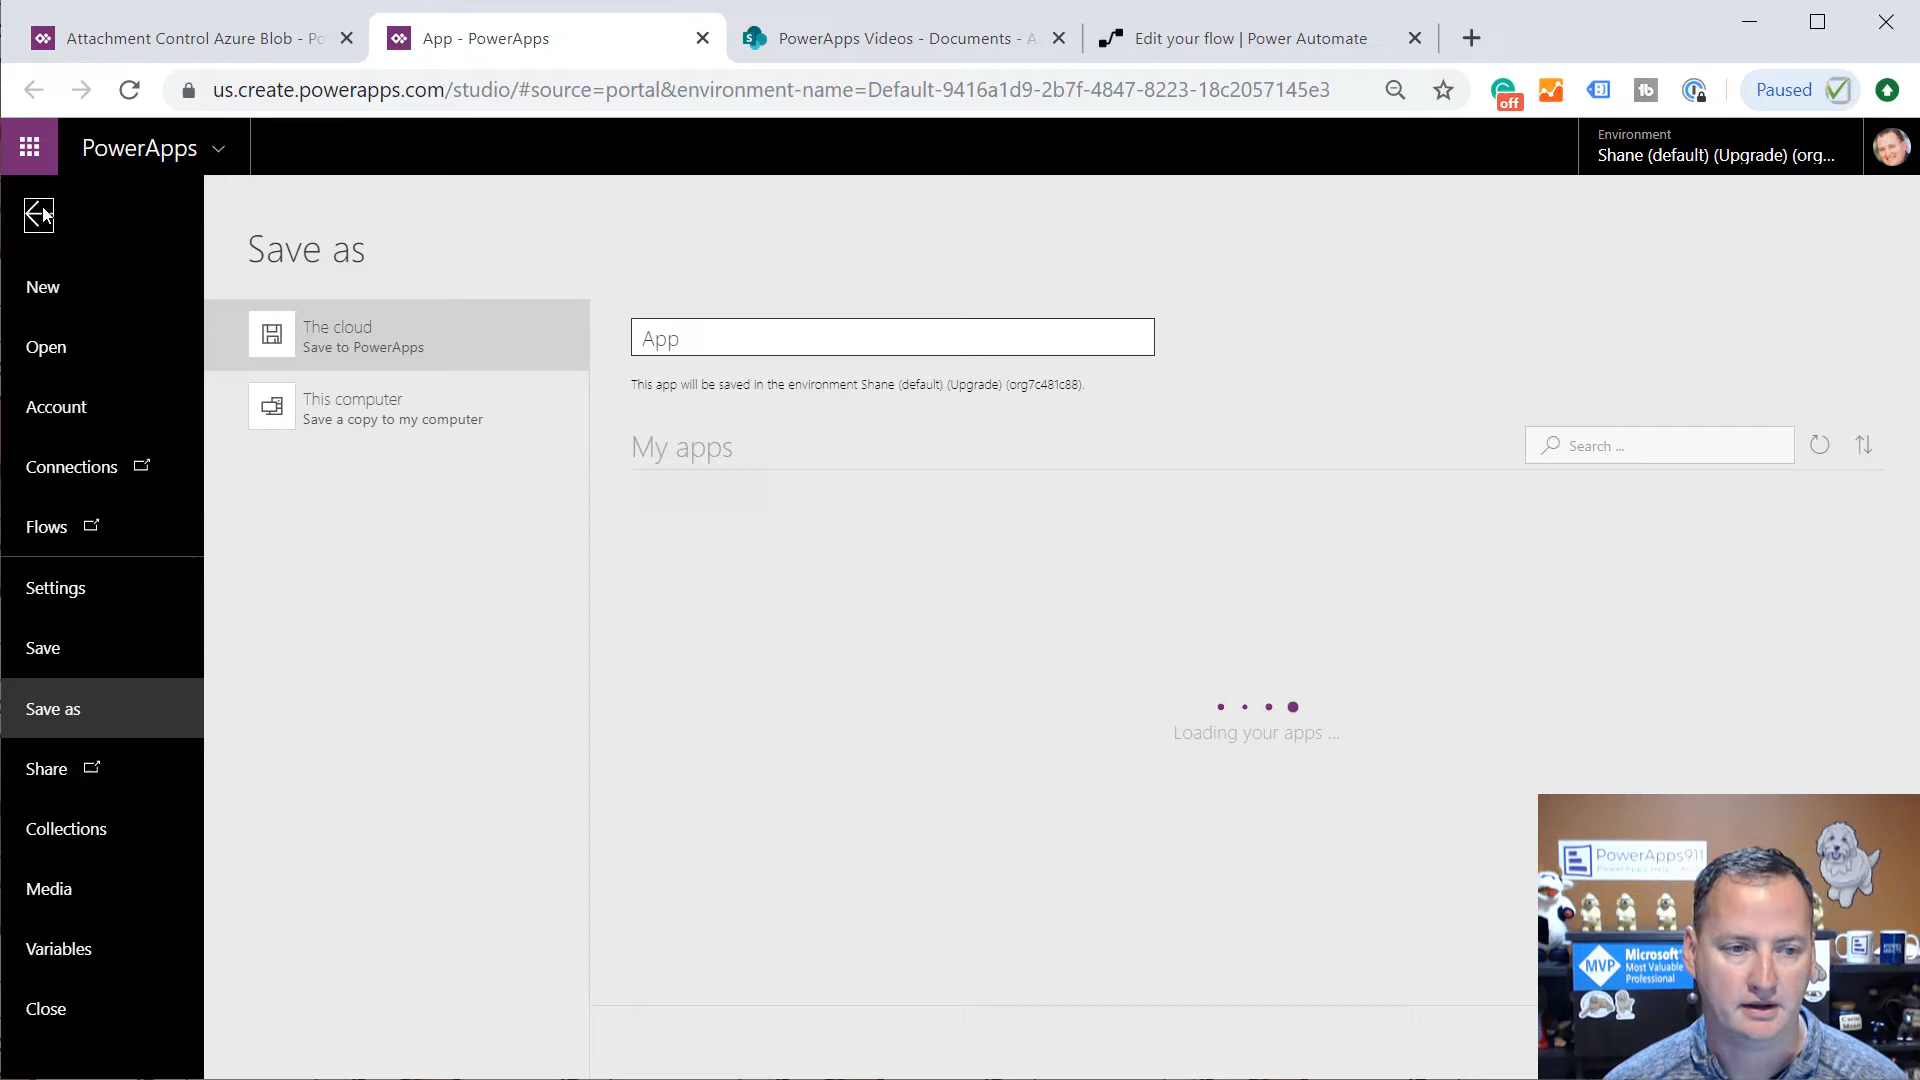 Attachment Control Azure Blob - Po
App - PowerApps
PowerApps Videos - Documents - A
Edit your flow | Power Automate
us.create.powerapps.com/studio/#source=portal&environment-name=Default-9416a1d9-2b7f-4847-8223-18c2057145e3
off
Paused
PowerApps
Environment
Shane (default) (Upgrade) (org...
New
Open
Account
Connections
Flows
Settings
Save
Save as
Share
Collections
Media
Variables
Close
Save as
The cloud
Save to PowerApps
This computer
Save a copy to my computer
App
This app will be saved in the environment Shane (default) (Upgrade) (org7c481c88).
My apps
Search ...
Loading your apps ...
PowerApps911
MVP
Microsoft
Most Valuable
Professional